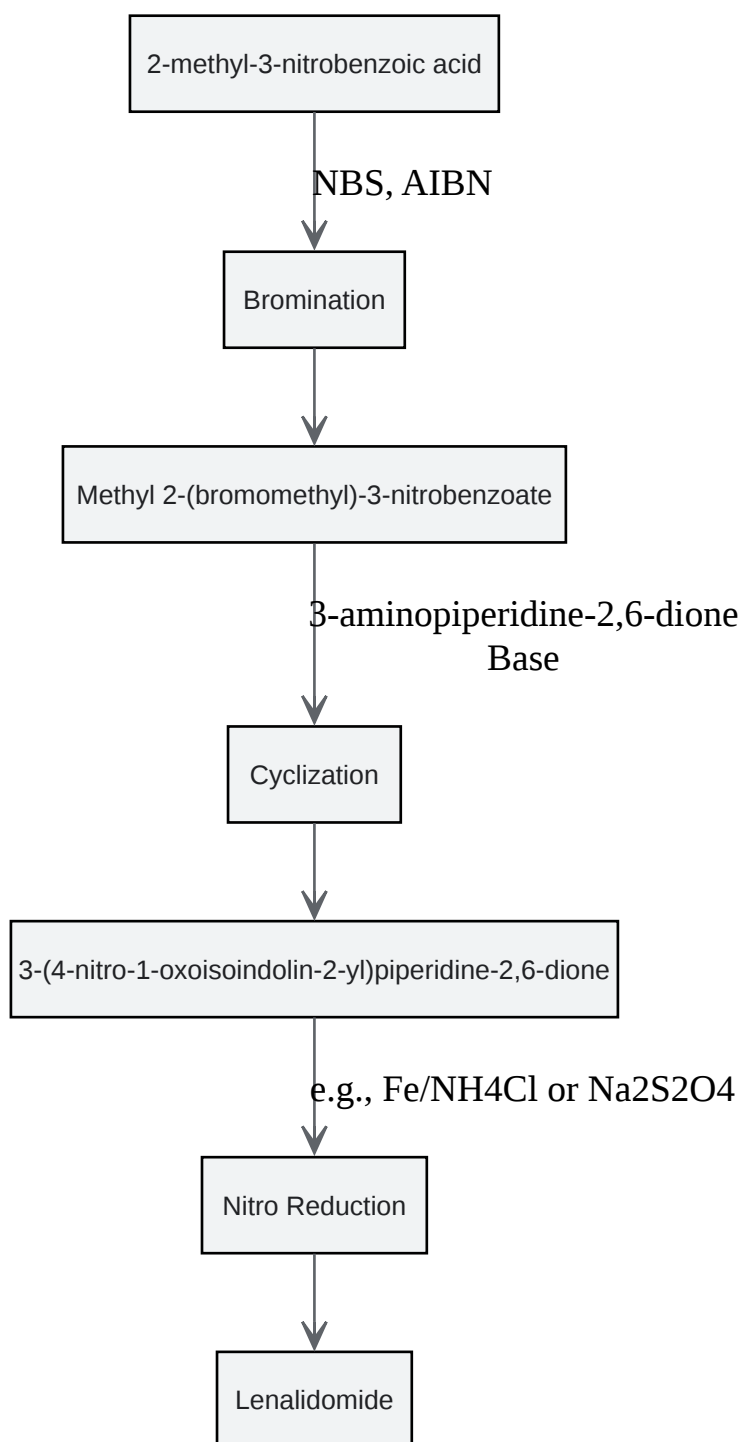 2-methyl-3-nitrobenzoic acid
NBS, AIBN
Bromination
Methyl 2-(bromomethyl)-3-nitrobenzoate
3-aminopiperidine-2,6-dione
Base
Cyclization
3-(4-nitro-1-oxoisoindolin-2-yl)piperidine-2,6-dione
e.g., Fe/NH4Cl or Na2S2O4
Nitro Reduction
Lenalidomide